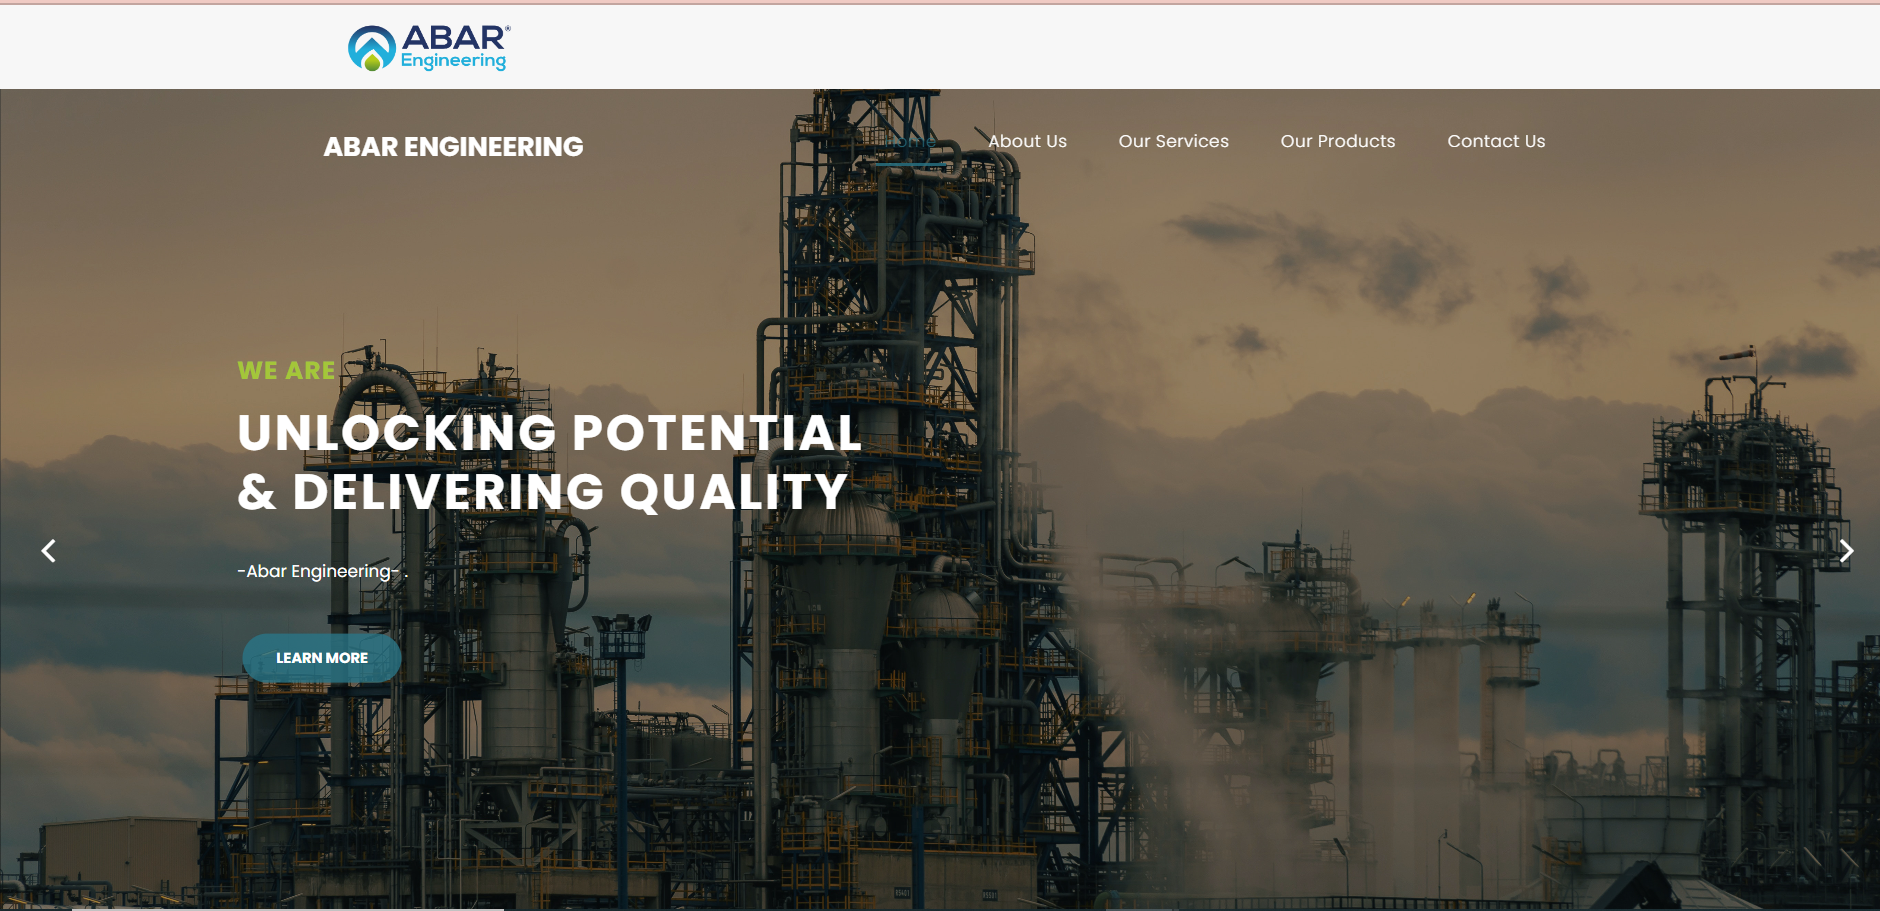 ABAR®
Engineering
ABAR ENGINEERING
Home
About Us
Our Services
Our Products
Contact Us
WE ARE
UNLOCKING POTENTIAL
& DELIVERING QUALITY
-Abar Engineering- .
LEARN MORE